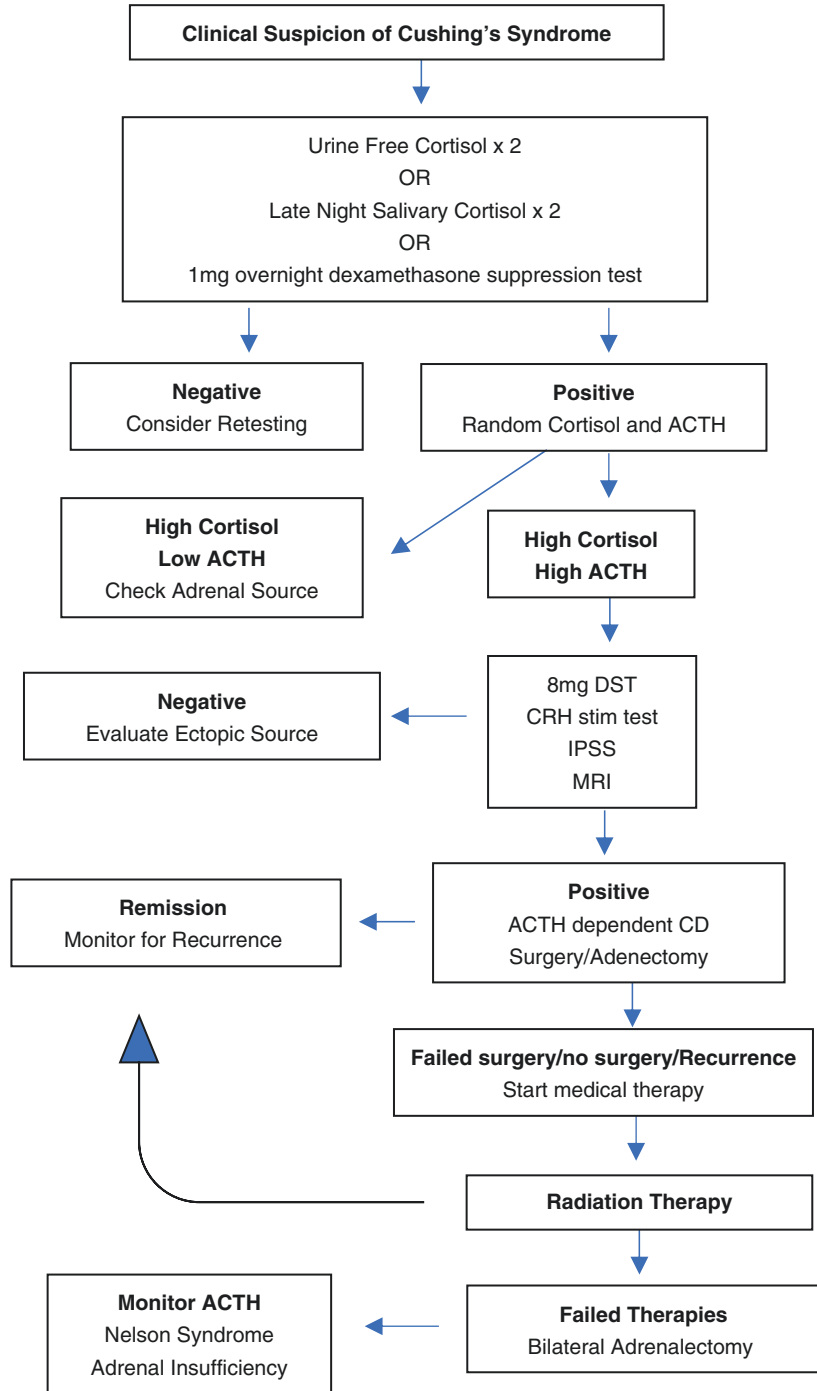 Clinical Suspicion of Cushing's Syndrome
Urine Free Cortisol x 2
OR
Late Night Salivary Cortisol x 2
OR
1mg overnight dexamethasone suppression test
Negative
Consider Retesting
Positive
Random Cortisol and ACTH
High Cortisol
Low ACTH
Check Adrenal Source
High Cortisol
High ACTH
Negative
Evaluate Ectopic Source
8mg DST
CRH stim test
IPSS
MRI
Remission
Monitor for Recurrence
Positive
ACTH dependent CD
Surgery/Adenectomy
Failed surgery/no surgery/Recurrence
Start medical therapy
Radiation Therapy
Monitor ACTH
Nelson Syndrome
Adrenal Insufficiency
Failed Therapies
Bilateral Adrenalectomy